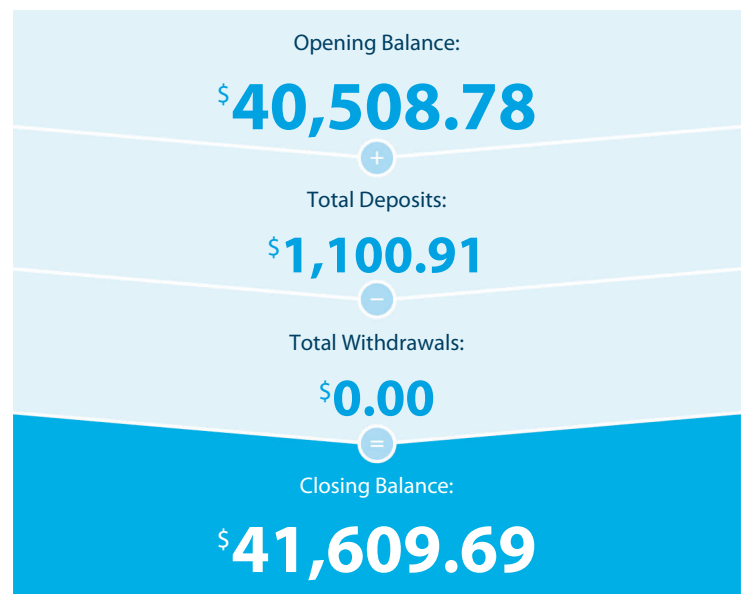 Opening Balance:
$40,508.78
+
Total Deposits:
$1,100.91
−
Total Withdrawals:
$0.00
=
Closing Balance:
$41,609.69